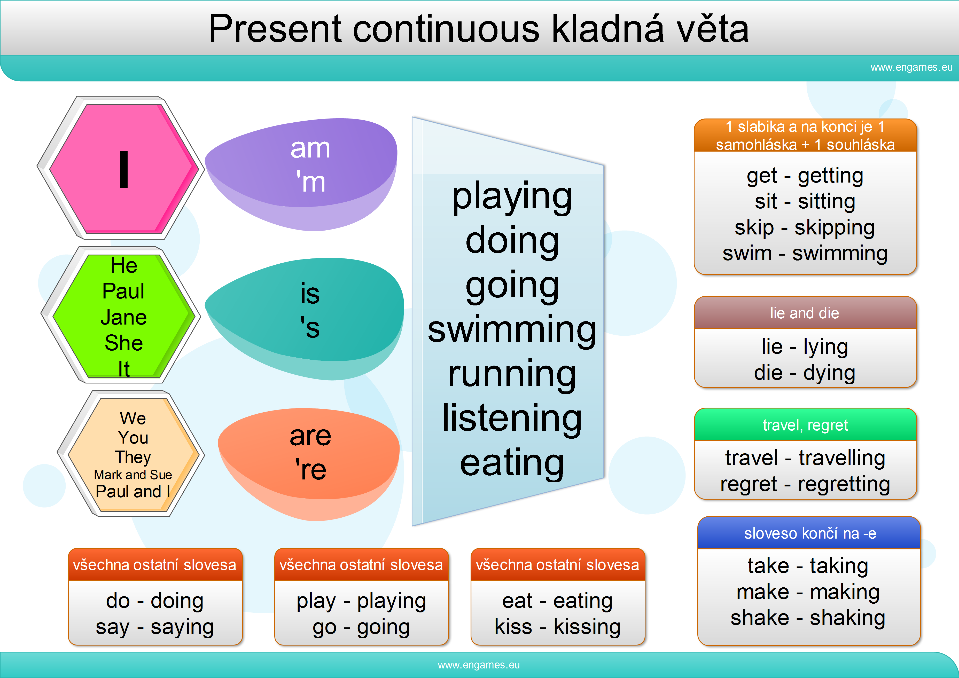 Present continuous kladná věta
www.engames.eu
I
am
'm
He
Paul
Jane
She
It
is
's
We
You
They
Mark and Sue
Paul and I
are
're
playing
doing
going
swimming
running
listening
eating
1 slabika a na konci je 1
samohláska + 1 souhláska
get - getting
sit - sitting
skip - skipping
swim - swimming
lie and die
lie - lying
die - dying
travel, regret
travel - travelling
regret - regretting
sloveso končí na -e
take - taking
make - making
shake - shaking
všechna ostatní slovesa
do - doing
say - saying
všechna ostatní slovesa
play - playing
go - going
všechna ostatní slovesa
eat - eating
kiss - kissing
www.engames.eu